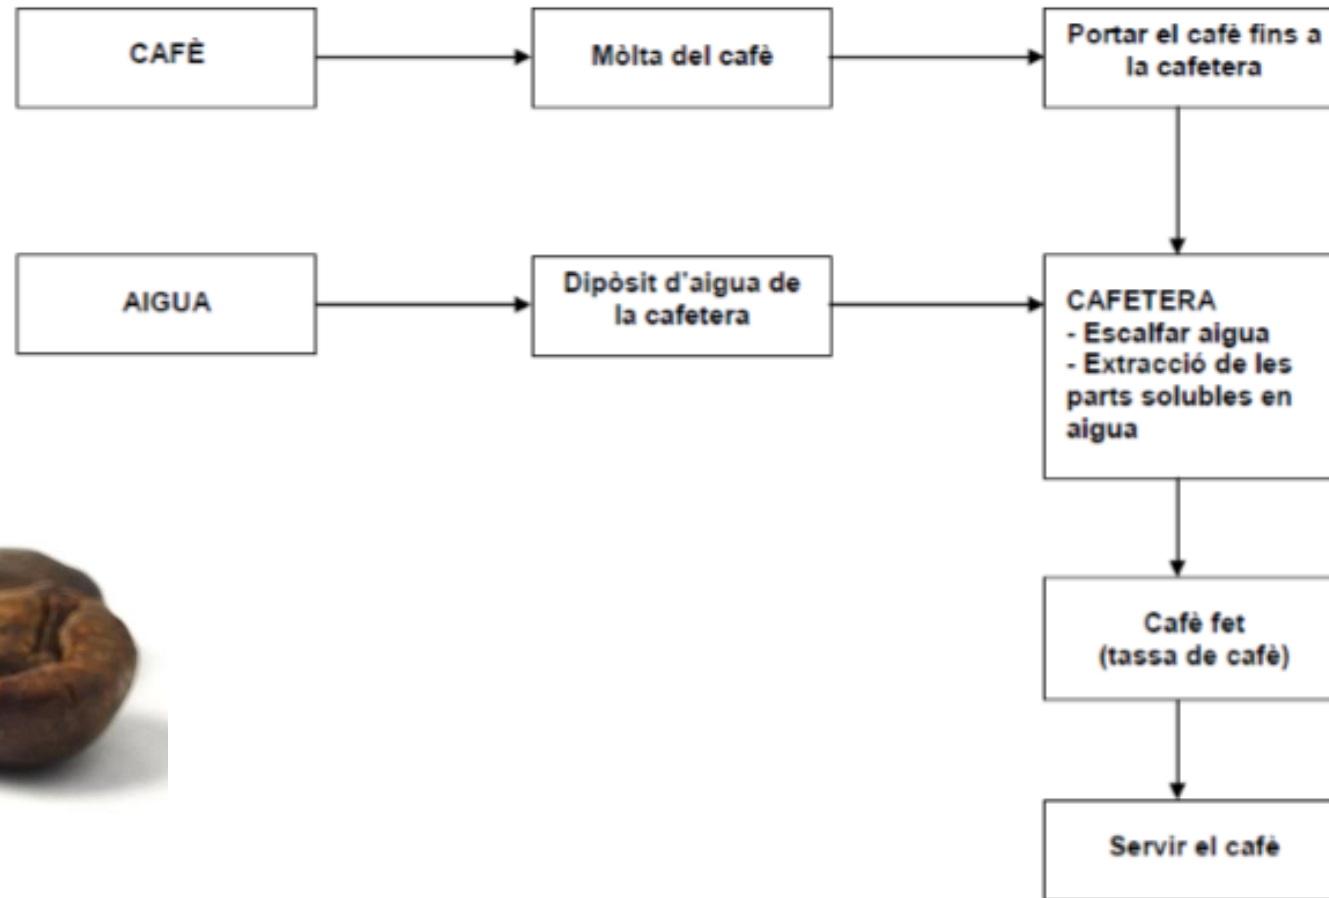 CAFÈ
Mòlta del cafè
Portar el cafè fins a
la cafetera
AIGUA
Dipòsit d'aigua de
la cafetera
CAFETERA
- Escalfar aigua
- Extracció de les
parts solubles en
aigua
Cafè fet
(tassa de cafè)
Servir el cafè